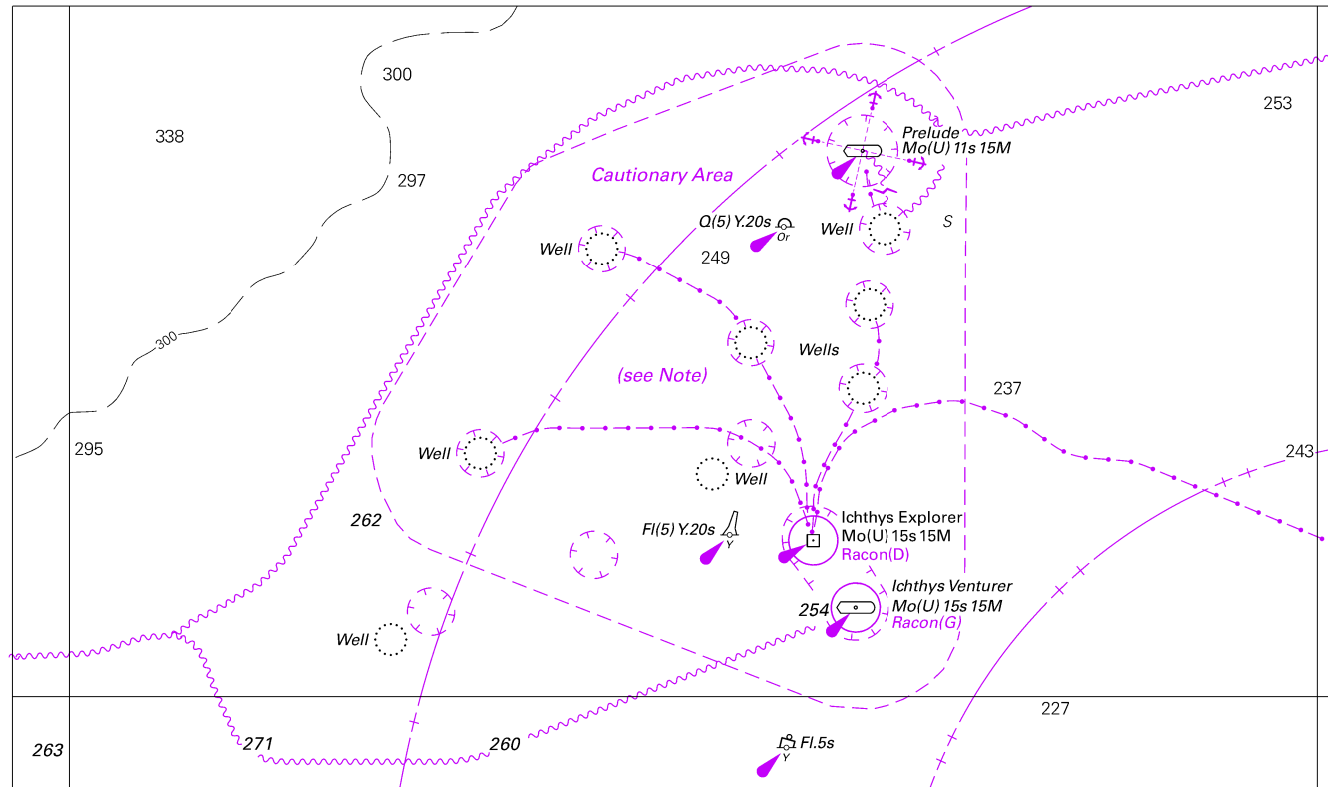 300
338
253
Prelude
Mo(U) 11s 15M
Cautionary Area
297
Q(5) Y.20s
Or
Well
S
Well
249
300
Wells
(see Note)
237
295
243
Well
Well
262
Fl(5) Y.20s
Y
Ichthys Explorer
Mo(U) 15s 15M
Racon(D)
Ichthys Venturer
254
Mo(U) 15s 15M
Racon(G)
Well
227
263
271
260
Fl.5s
Y